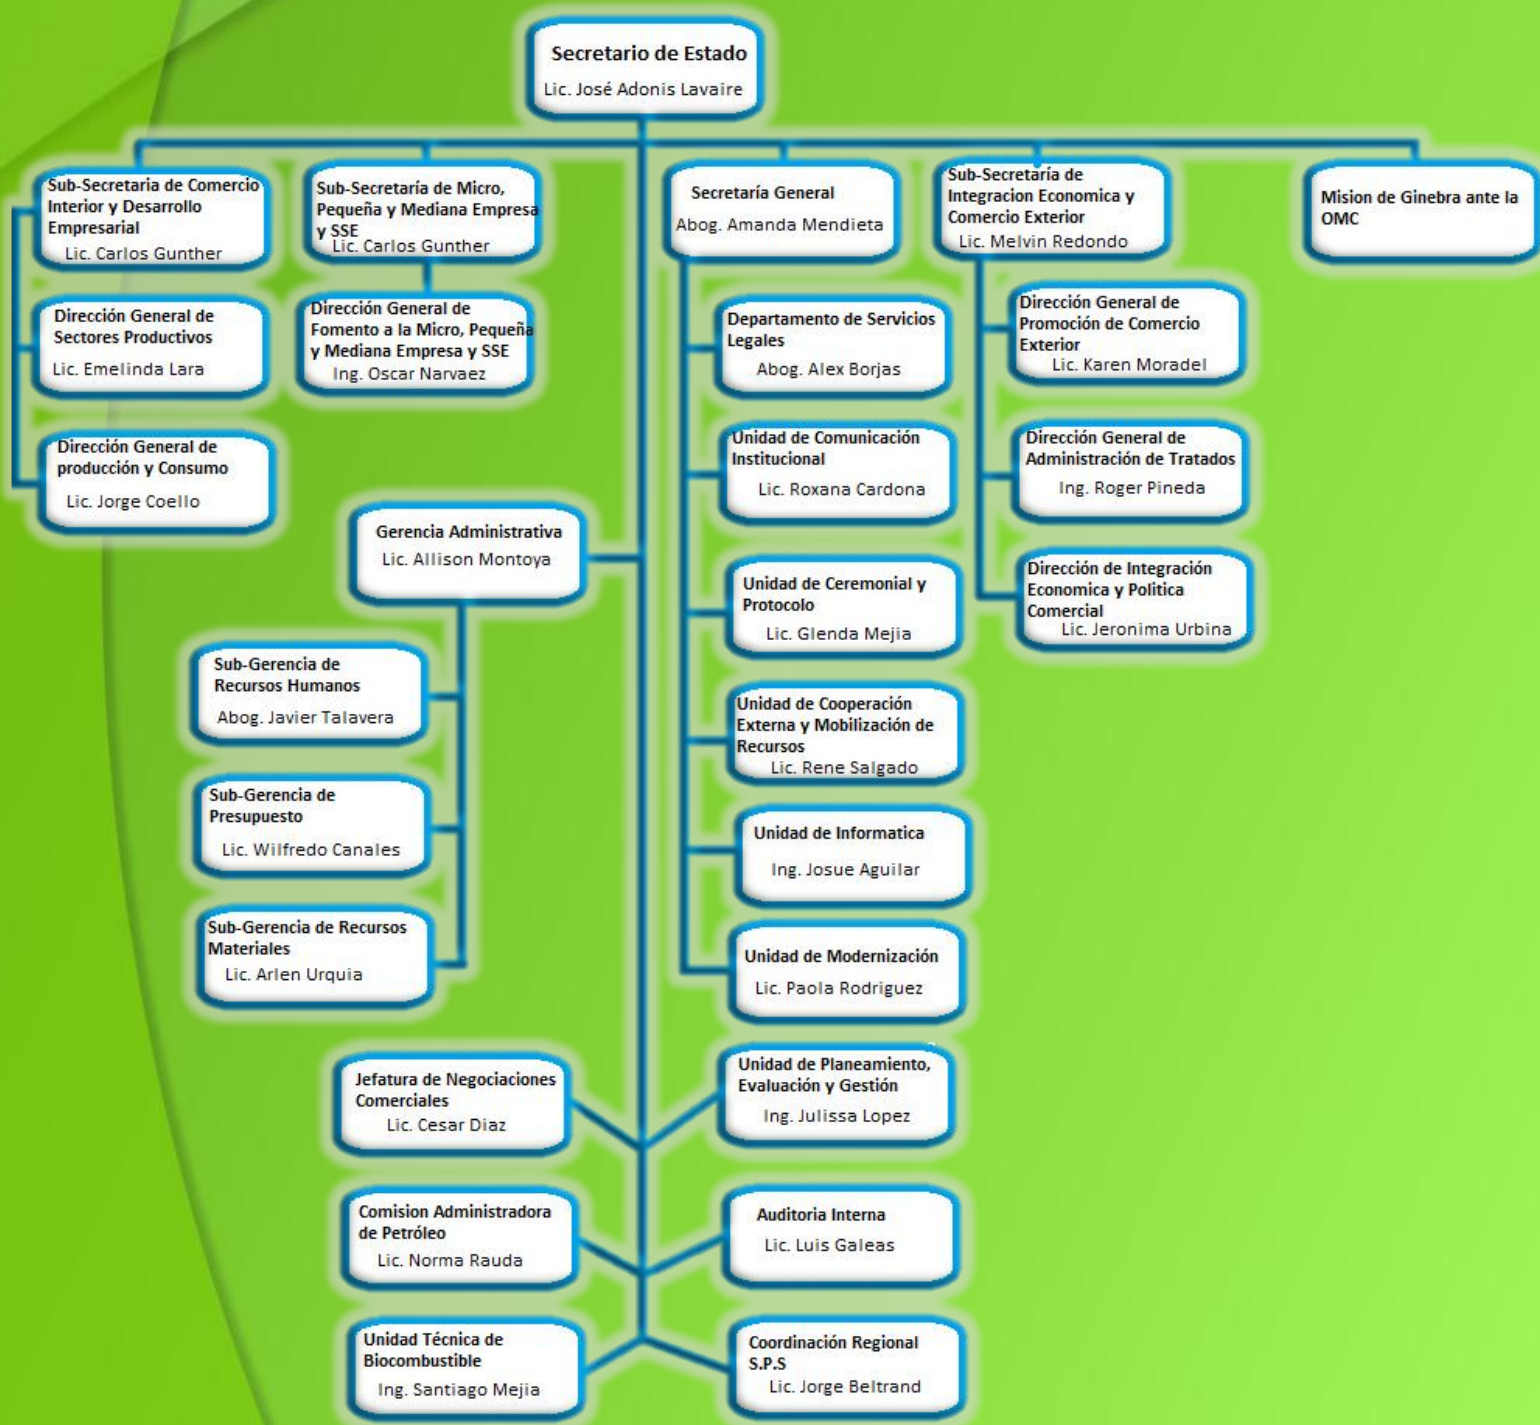 Secretario de Estado
Lic. José Adonis Lavaire
Sub-Secretaria de Comercio
Interior y Desarrollo
Empresarial
Lic. Carlos Gunther
Sub-Secretaría de Micro,
Pequeña y Mediana Empresa
y SSE
Lic. Carlos Gunther
Secretaría General
Abog. Amanda Mendieta
Sub-Secretaría de
Integracion Economica y
Comercio Exterior
Lic. Melvin Redondo
Mision de Ginebra ante la
OMC
Dirección General de
Sectores Productivos
Lic. Emelinda Lara
Dirección General de
Fomento a la Micro, Pequeña
y Mediana Empresa y SSE
Ing. Oscar Narvaez
Departamento de Servicios
Legales
Abog. Alex Borjas
Dirección General de
Promoción de Comercio
Exterior
Lic. Karen Moradel
Dirección General de
producción y Consumo
Lic. Jorge Coello
Unidad de Comunicación
Institucional
Lic. Roxana Cardona
Dirección General de
Administración de Tratados
Ing. Roger Pineda
Gerencia Administrativa
Lic. Allison Montoya
Unidad de Ceremonial y
Protocolo
Lic. Glenda Mejia
Dirección de Integración
Economica y Politica
Comercial
Lic. Jeronima Urbina
Sub-Gerencia de
Recursos Humanos
Abog. Javier Talavera
Unidad de Cooperación
Externa y Mobilización de
Recursos
Lic. Rene Salgado
Sub-Gerencia de
Presupuesto
Lic. Wilfredo Canales
Unidad de Informatica
Ing. Josue Aguilar
Sub-Gerencia de Recursos
Materiales
Lic. Arlen Urquia
Unidad de Modernización
Lic. Paola Rodriguez
Jefatura de Negociaciones
Comerciales
Lic. Cesar Diaz
Unidad de Planeamiento,
Evaluación y Gestión
Ing. Julissa Lopez
Comision Administradora
de Petróleo
Lic. Norma Rauda
Auditoria Interna
Lic. Luis Galeas
Unidad Técnica de
Biocombustible
Ing. Santiago Mejia
Coordinación Regional
S.P.S
Lic. Jorge Beltrand